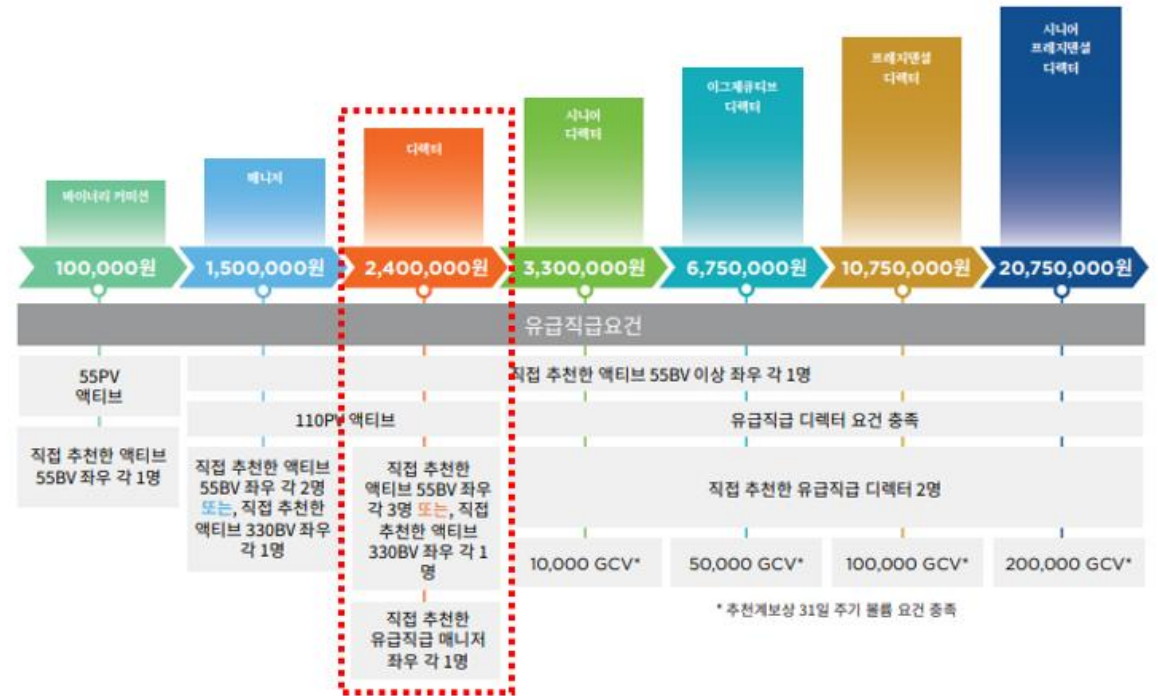 바이너리 커미션
매니저
디렉터
시니어
디렉터
이그제큐티브
디렉터
프레지덴셜
디렉터
시니어
프레지덴셜
디렉터
100,000원
1,500,000원
2,400,000원
3,300,000원
6,750,000원
10,750,000원
20,750,000원
유급직급요건
55PV
액티브
직접 추천한 액티브 55BV 이상 좌우 각 1명
110PV 액티브
유급직급 디렉터 요건 충족
직접 추천한 액티브
55BV 좌우 각 1명
직접 추천한 액티브
55BV 좌우 각 2명
또는, 직접 추천한
액티브 330BV 좌우
각 1명
직접 추천한
액티브 55BV 좌우
각 3명 또는, 직접
추천한 액티브
330BV 좌우 각 1
명
직접 추천한 유급직급 디렉터 2명
10,000 GCV*
50,000 GCV*
100,000 GCV*
200,000 GCV*
직접 추천한
유급직급 매니저
좌우 각 1명
* 추천계보상 31일 주기 볼륨 요건 충족